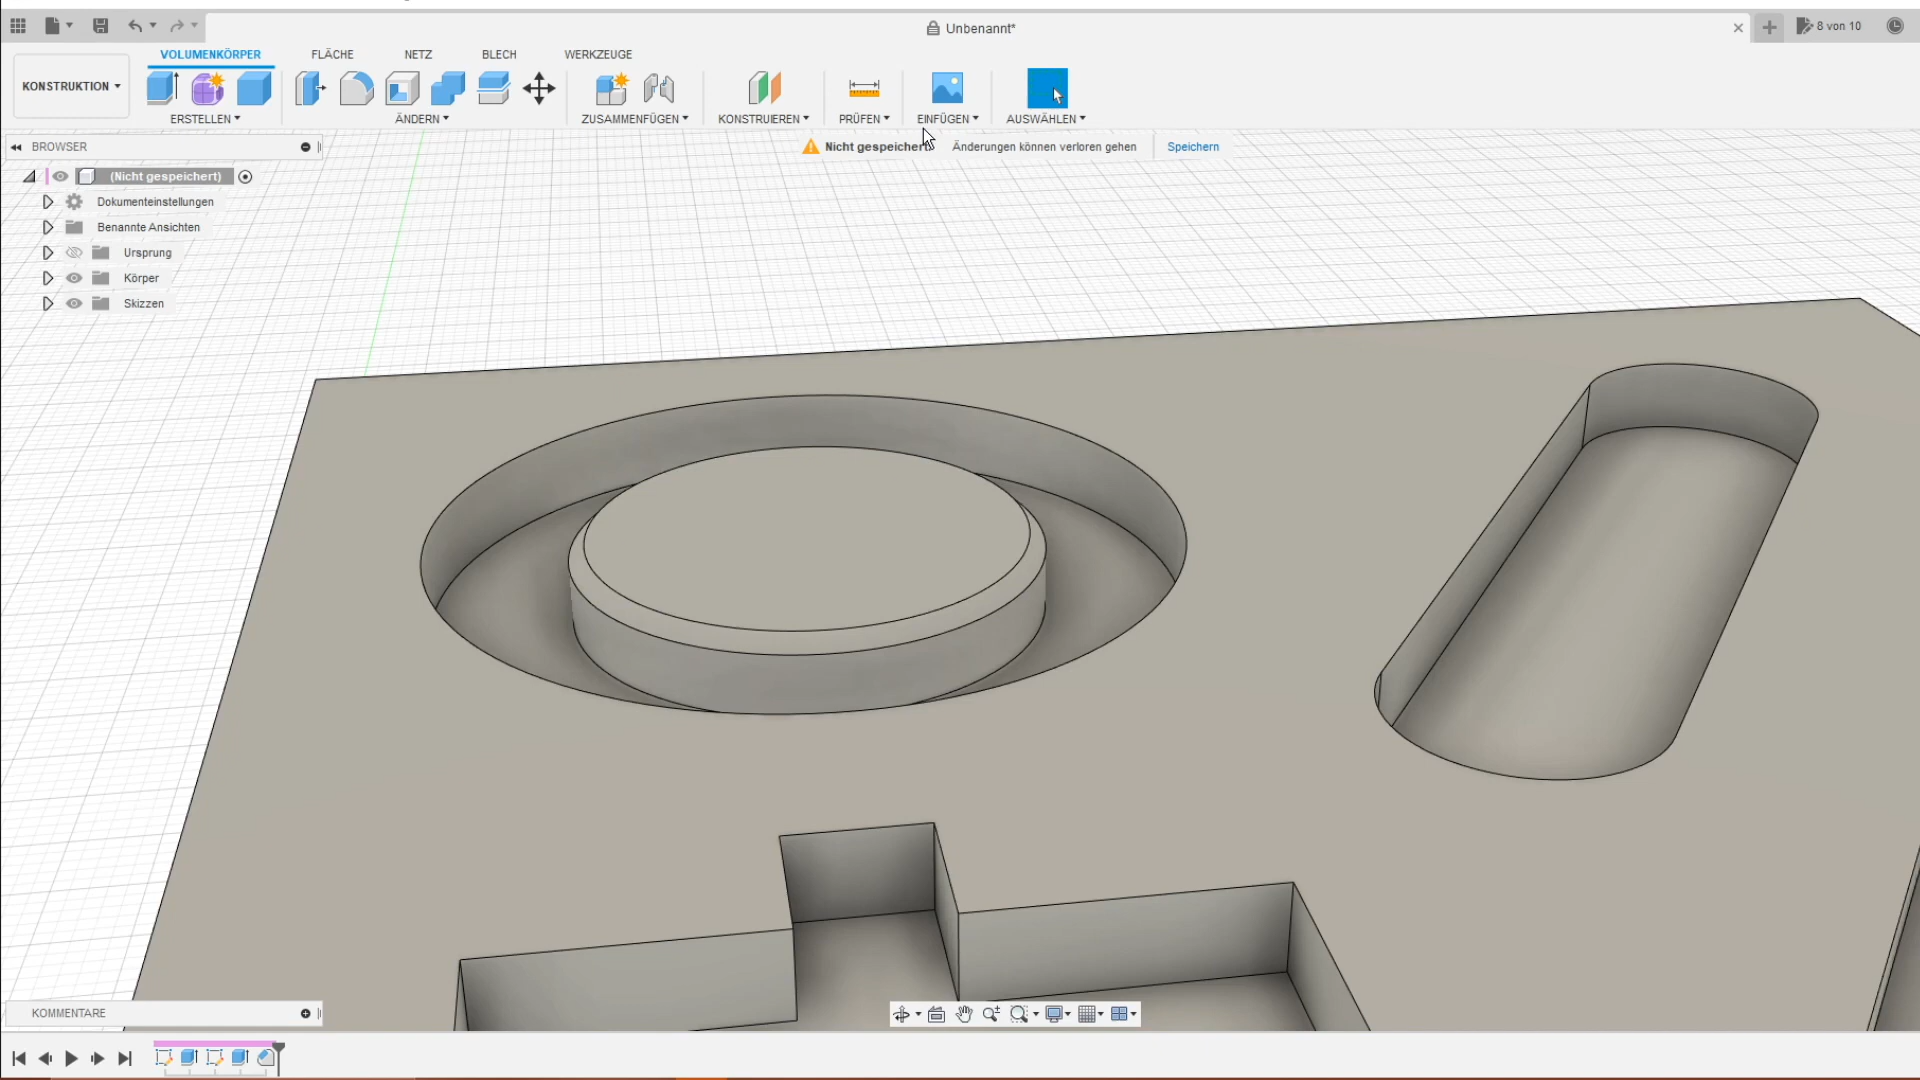 Unbenannt*
8 von 10
VOLUMENKÖRPER FLÄCHE NETZ BLECH WERKZEUGE
KONSTRUKTION
ERSTELLEN ÄNDERN ZUSAMMENFÜGEN KONSTRUIEREN PRÜFEN EINFÜGEN AUSWÄHLEN
BROWSER
Nicht gespeichert Änderungen können verloren gehen Speichern
(Nicht gespeichert)
Dokumenteinstellungen
Benannte Ansichten
Ursprung
Körper
Skizzen
KOMMENTARE